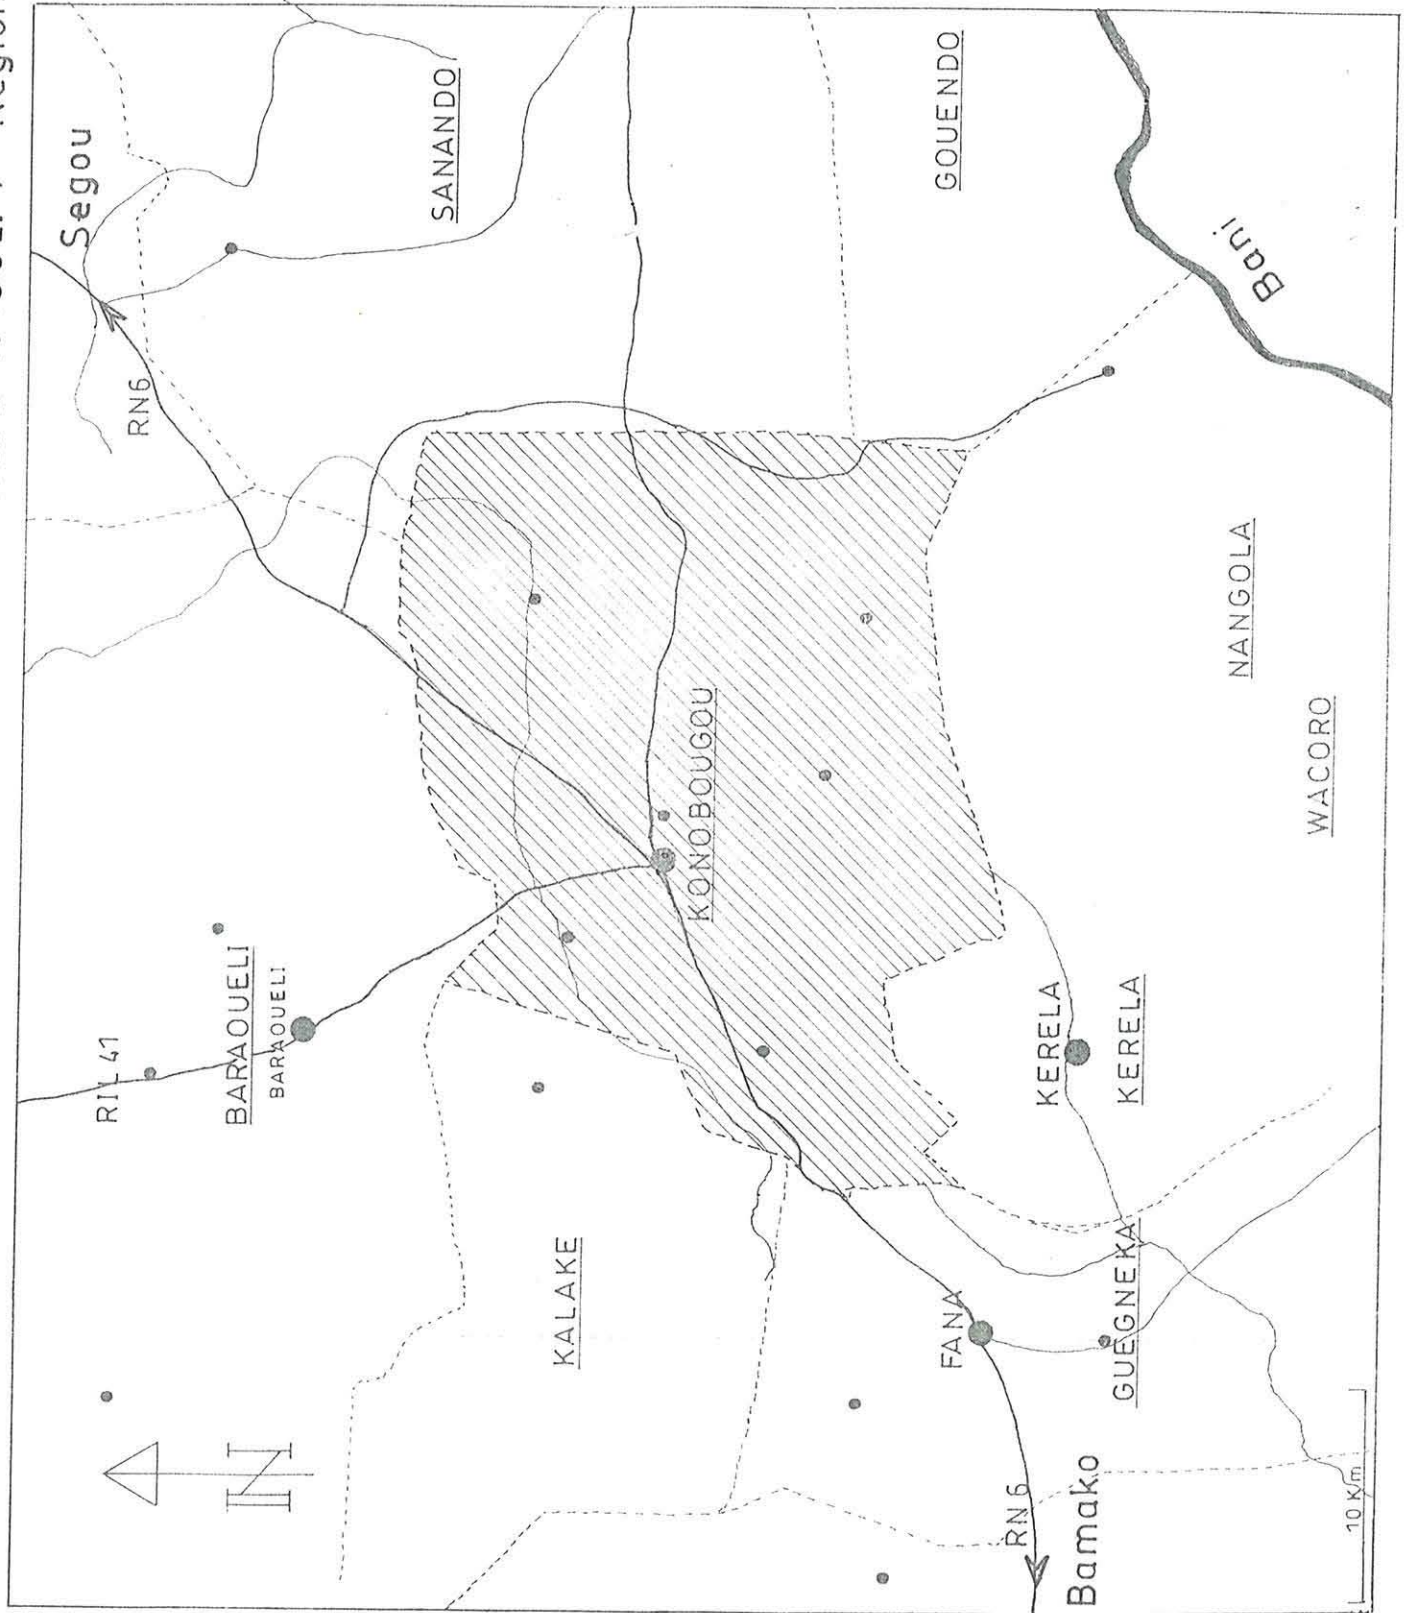 Segou
SANANDO
GOUENDO
Bani
RN6
NANGOLA
WACORO
KONOBOUGOU
BARAOUELI
BARAOUELI
RIL 41
KERELA
KERELA
KALAKE
FANA
GUEGNEKA
N
RN6
Bamako
10 Km